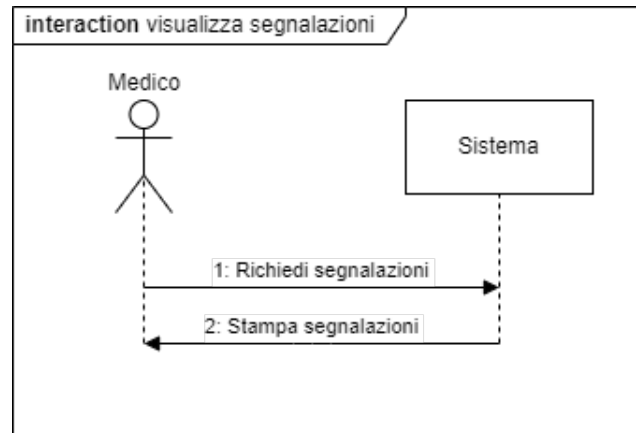 interaction visualizza segnalazioni
Medico
Sistema
1: Richiedi segnalazioni
2: Stampa segnalazioni